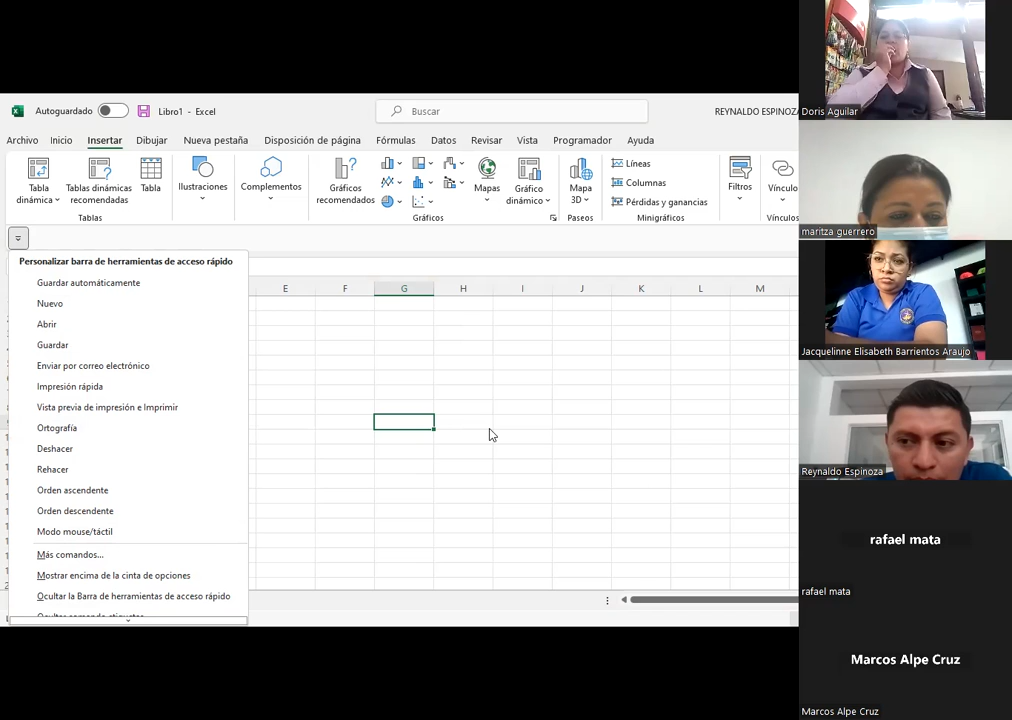 Autoguardado
Libro1 - Excel
Buscar
REYNALDO ESPINOZA
Archivo Inicio Insertar Dibujar Nueva pestaña Disposición de página Fórmulas Datos Revisar Vista Programador Ayuda
Tabla dinámica
Tablas dinámicas recomendadas
Tabla
Tablas
Ilustraciones
Complementos
Gráficos recomendados
Mapas
Gráfico dinámico
Gráficos
Mapa 3D
Paseos
Líneas
Columnas
Pérdidas y ganancias
Minigráficos
Filtros
Vínculo
Vínculos
Personalizar barra de herramientas de acceso rápido
Guardar automáticamente
Nuevo
Abrir
Guardar
Enviar por correo electrónico
Impresión rápida
Vista previa de impresión e Imprimir
Ortografía
Deshacer
Rehacer
Orden ascendente
Orden descendente
Modo mouse/táctil
Más comandos...
Mostrar encima de la cinta de opciones
Ocultar la Barra de herramientas de acceso rápido
E F G H I J K L M
Doris Aguilar
maritza guerrero
Jacquelinne Elisabeth Barrientos Araujo
Reynaldo Espinoza
rafael mata
rafael mata
Marcos Alpe Cruz
Marcos Alpe Cruz